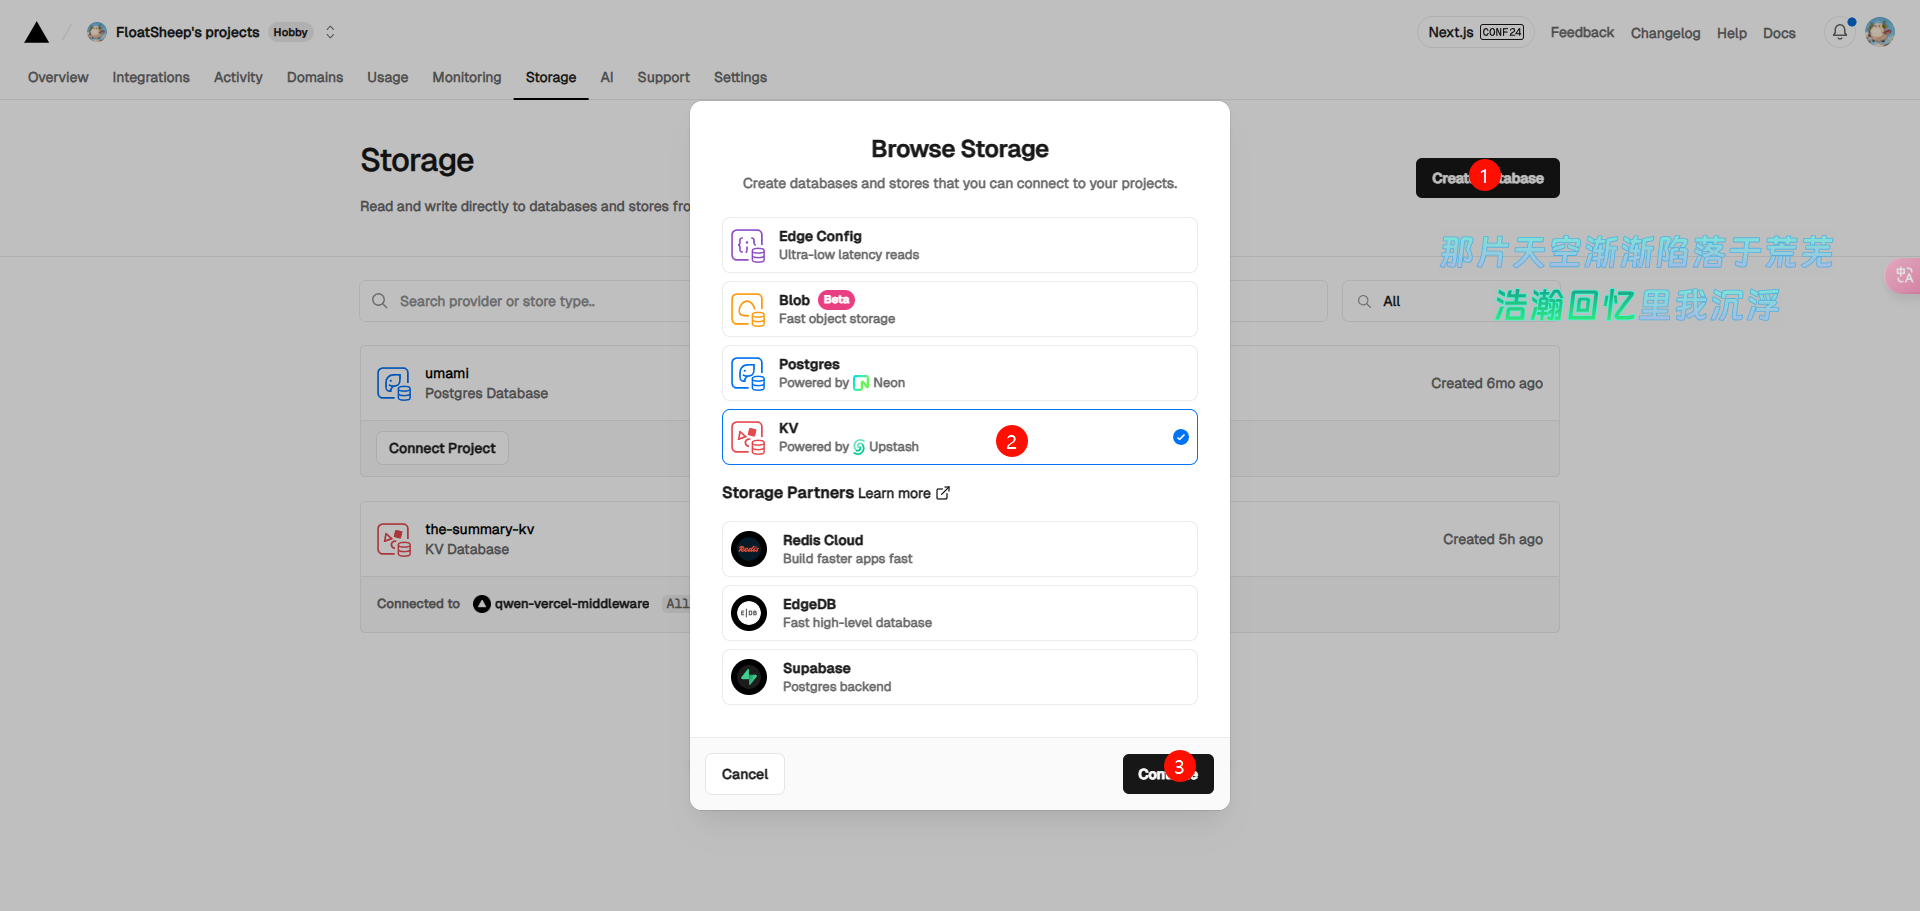 FloatSheep's projects Hobby
Next.js CONF24 Feedback Changelog Help Docs
Overview Integrations Activity Domains Usage Monitoring Storage AI Support Settings
Storage
Read and write directly to databases and stores
1
Search provider or store type..
All
那片天空渐渐陷落于荒芜
浩瀚回忆里我沉浮
中 A
umami
Postgres Database
Created 6mo ago
Connect Project
the-summary-kv
KV Database
Created 5h ago
Connected to qwen-vercel-middleware All
Browse Storage
Create databases and stores that you can connect to your projects.
Edge Config
Ultra-low latency reads
Blob Beta
Fast object storage
Postgres
Powered by Neon
KV
Powered by Upstash
2
Storage Partners Learn more
Redis
Redis Cloud
Build faster apps fast
E|DB
EdgeDB
Fast high-level database
Supabase
Postgres backend
Cancel
3